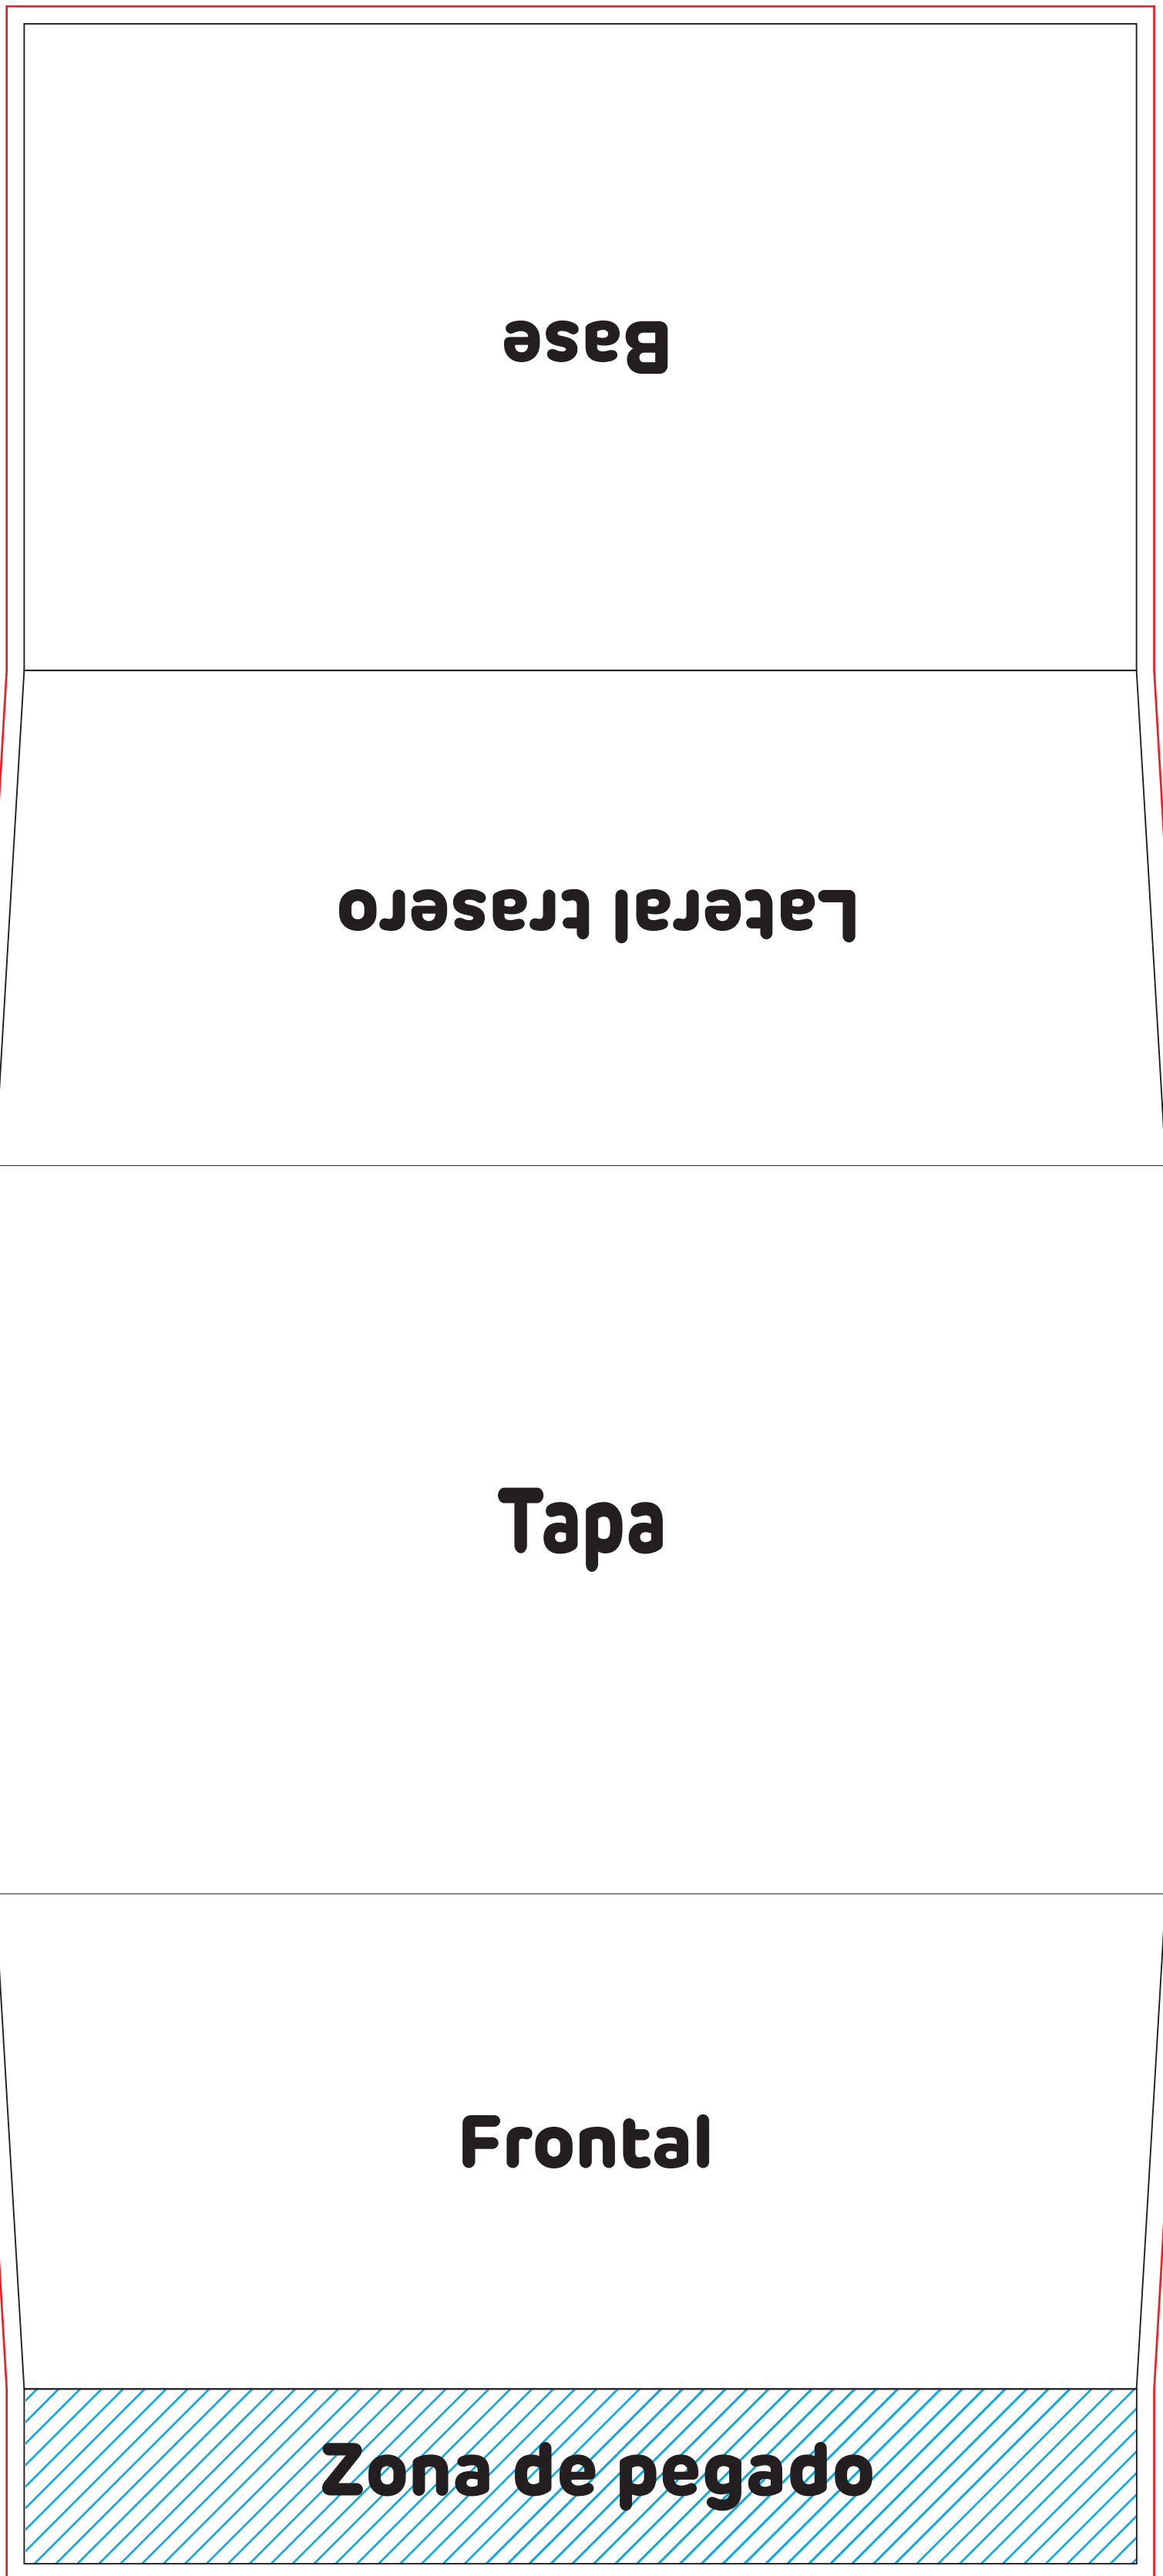 Base
Lateral trasero
Tapa
Frontal
Zona de pegado